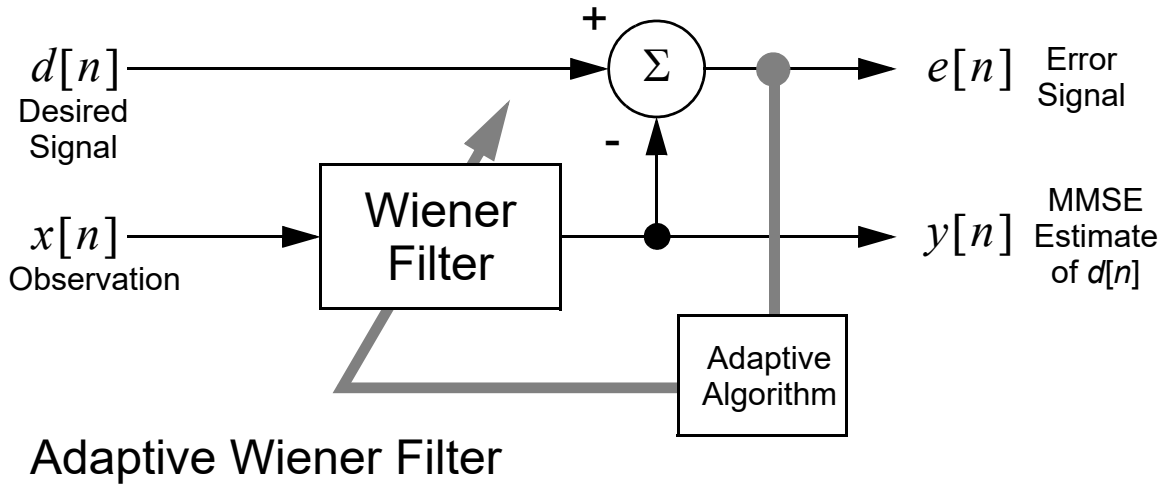 +
d[n]
Desired
Signal
Σ
e[n]
Error
Signal
-
x[n]
Observation
Wiener
Filter
y[n]
MMSE
Estimate
of d[n]
Adaptive
Algorithm
Adaptive Wiener Filter